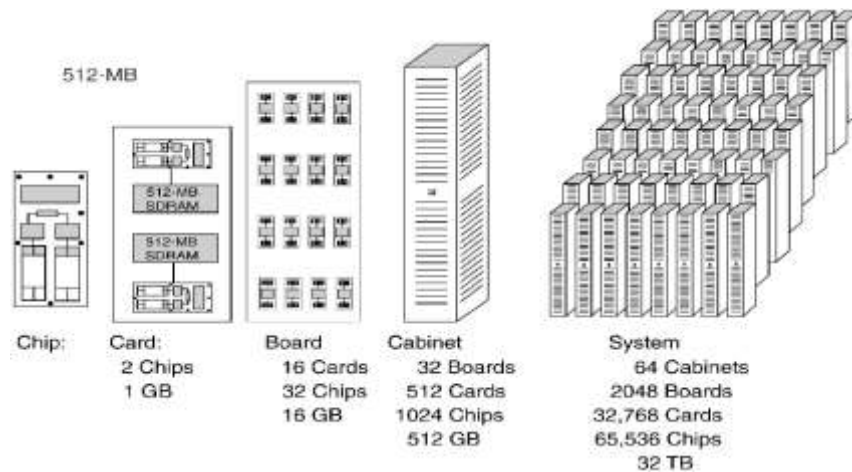 512-MB
512-MB
SDRAM
512-MB
SDRAM
Chip:
Card:
2 Chips
1 GB
Board
16 Cards
32 Chips
16 GB
Cabinet
32 Boards
512 Cards
1024 Chips
512 GB
System
64 Cabinets
2048 Boards
32,768 Cards
65,536 Chips
32 TB